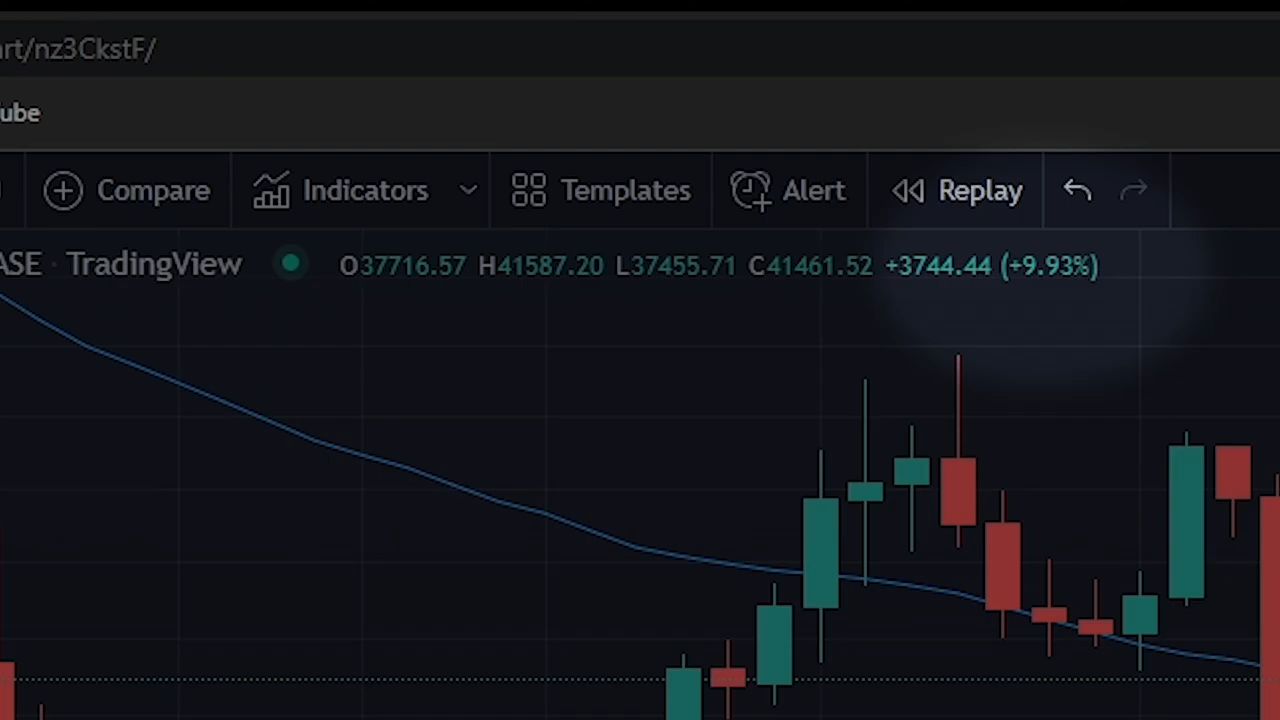 art/nz3CkstF/
ube
Compare Indicators Templates Alert Replay
ASE · TradingView O37716.57 H41587.20 L37455.71 C41461.52 +3744.44 (+9.93%)